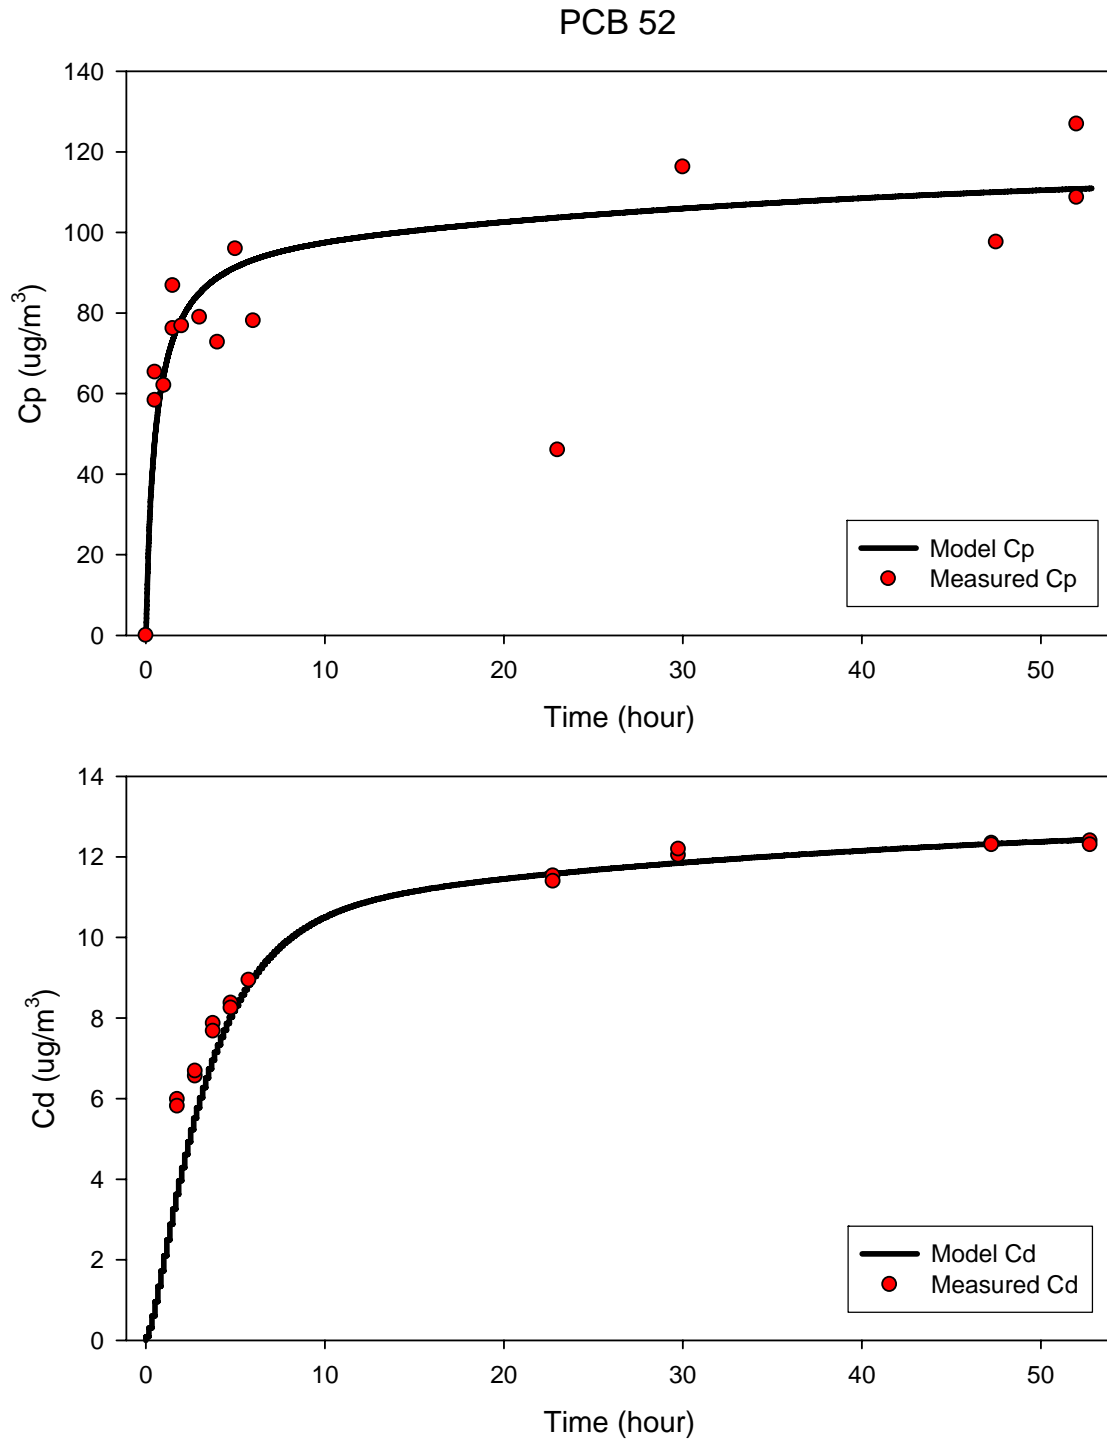 PCB 52
140
120
100
80
60
40
20
0
Cp (ug/m³)
Model Cp
Measured Cp
0 10 20 30 40 50
Time (hour)
14
12
10
8
6
4
2
0
Cd (ug/m³)
Model Cd
Measured Cd
0 10 20 30 40 50
Time (hour)